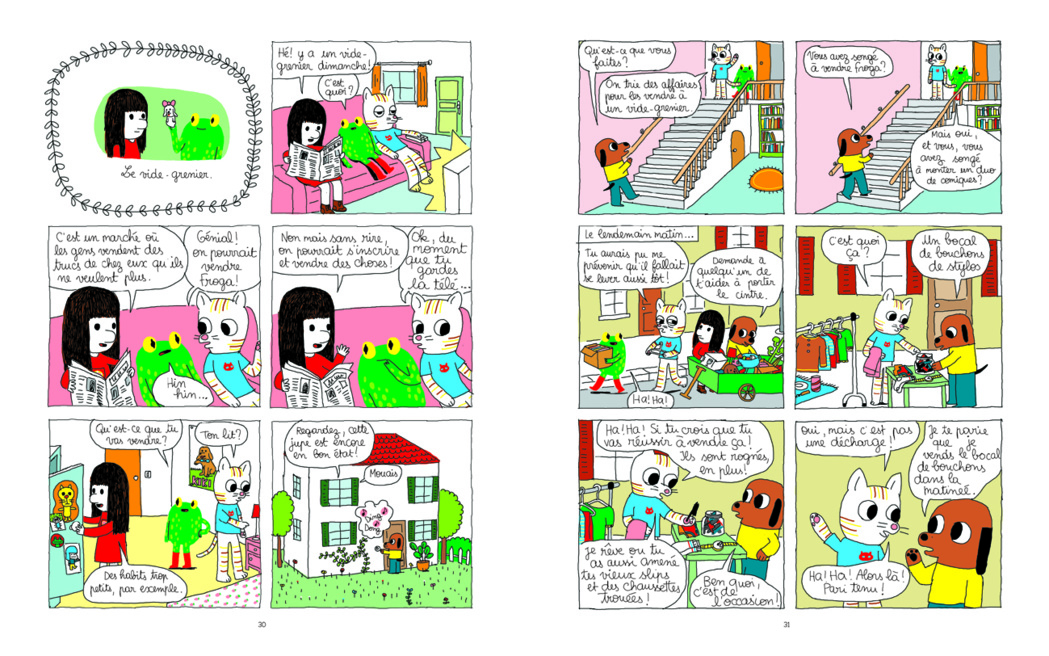 Le vide-grenier.
Hé! y a un vide-
grenier dimanche!
C'est
quoi?
C'est un marché où
les gens vendent des
trucs de chez eux qu'ils
ne veulent plus.
Génial!
on pourrait
vendre
Froga!
Hin
hin...
Non mais sans rire,
on pourrait s'inscrire
et vendre des choses!
Ok, du
moment
que tu
gardes
la télé...
Qu'est-ce que tu
vas vendre?
Ton lit?
KIKI
Des habits trop
petits, par exemple.
Regardez, cette
jupe est encore
en bon état!
Mouais
Ding
Dong
30
Qu'est-ce que vous
faites?
On trie des affaires
pour les vendre à
un vide-grenier.
Vous avez songé
à vendre Froga?
Mais oui,
et vous, vous
avez songé
à monter un duo
de comiques?
Le lendemain matin...
Tu aurais pu me
prévenir qu'il fallait
se lever aussi tôt!
Demande à
quelqu'un de
t'aider à porter
le cintre.
Ha! Ha!
C'est quoi
ça?
Un bocal
de bouchons
de stylos
Ha! Ha! Si tu crois que tu
vas réussir à vendre ça!
Ils sont rognés,
en plus!
Je rêve ou tu
as aussi amené
tes vieux slips
et des chaussettes
trouées!
Ben quoi,
c'est de
l'occasion!
Oui, mais c'est pas
une décharge!
Je te parie
que je
vends le bocal
de bouchons
dans la
matinée.
Ha! Ha! Alors là!
Pari tenu!
31